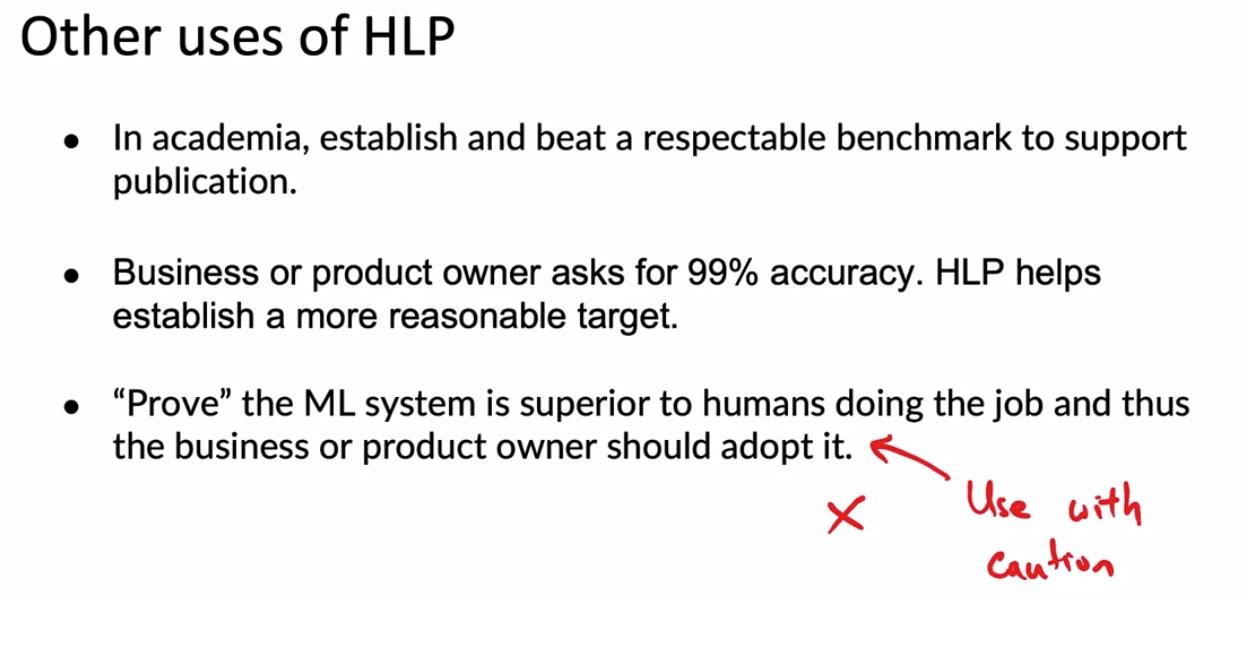 Other uses of HLP
• In academia, establish and beat a respectable benchmark to support
publication.
• Business or product owner asks for 99% accuracy. HLP helps
establish a more reasonable target.
• “Prove” the ML system is superior to humans doing the job and thus
the business or product owner should adopt it.
Use with
caution